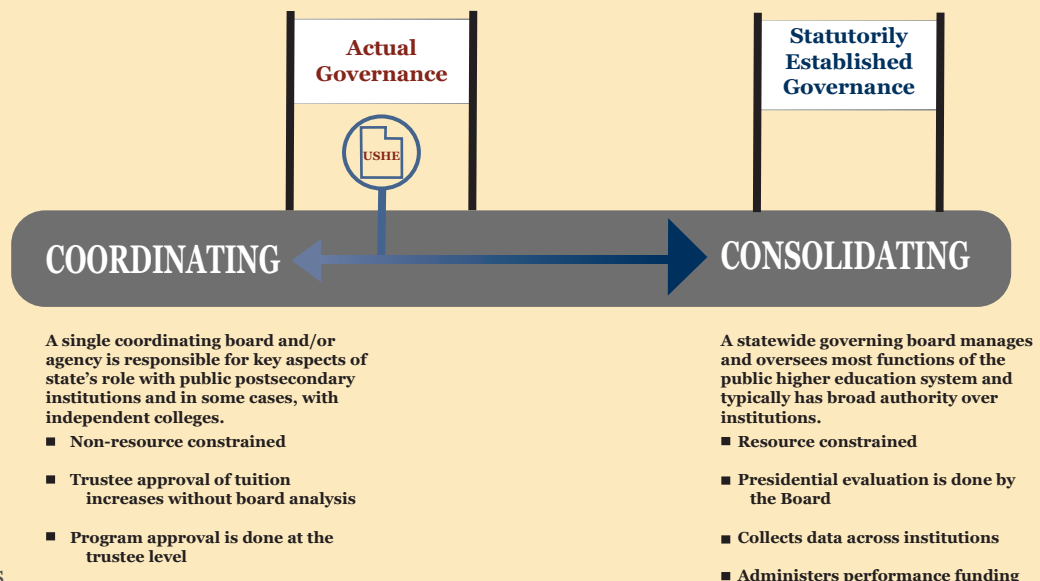 Actual
Governance
Statutorily
Established
Governance
USHE
COORDINATING
CONSOLIDATING
A single coordinating board and/or
agency is responsible for key aspects of
state’s role with public postsecondary
institutions and in some cases, with
independent colleges.
■ Non-resource constrained
■ Trustee approval of tuition
increases without board analysis
■ Program approval is done at the
trustee level
A statewide governing board manages
and oversees most functions of the
public higher education system and
typically has broad authority over
institutions.
■ Resource constrained
■ Presidential evaluation is done by
the Board
■ Collects data across institutions
■ Administers performance funding